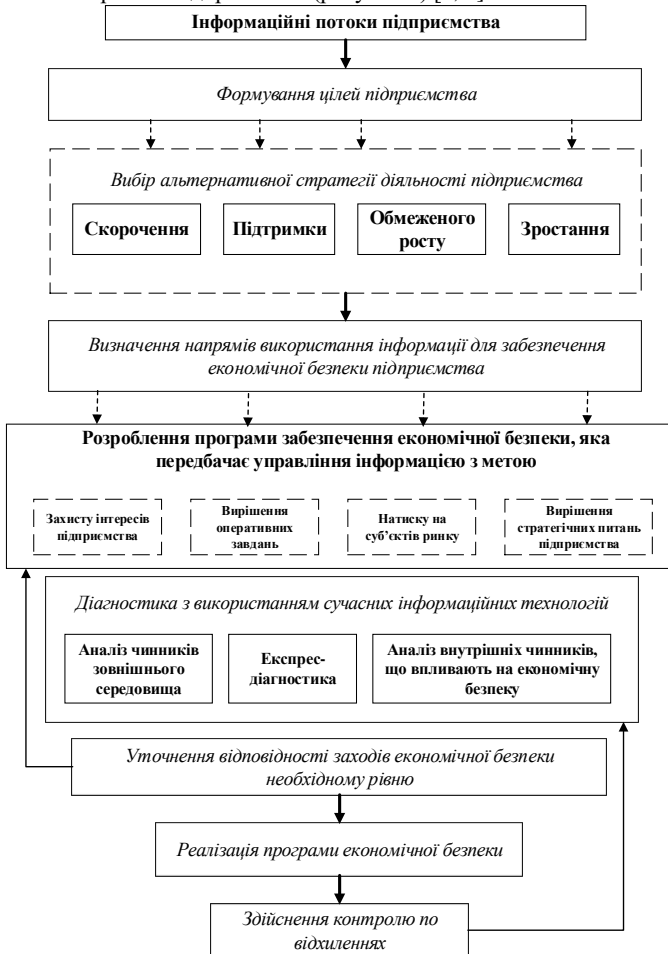 Інформаційні потоки підприємства
Формування цілей підприємства
Вибір альтернативної стратегії діяльності підприємства
Скорочення
Підтримки
Обмеженого
росту
Зростання
Визначення напрямів використання інформації для забезпечення
економічної безпеки підприємства
Розроблення програми забезпечення економічної безпеки, яка
передбачає управління інформацією з метою
Захисту інтересів
підприємства
Вирішення
оперативних
завдань
Натиску на
суб’єктів ринку
Вирішення
стратегічних питань
підприємства
Діагностика з використанням сучасних інформаційних технологій
Аналіз чинників
зовнішнього
середовища
Експрес-
діагностика
Аналіз внутрішніх чинників,
що впливають на економічну
безпеку
Уточнення відповідності заходів економічної безпеки
необхідному рівню
Реалізація програми економічної безпеки
Здійснення контролю по
відхиленнях